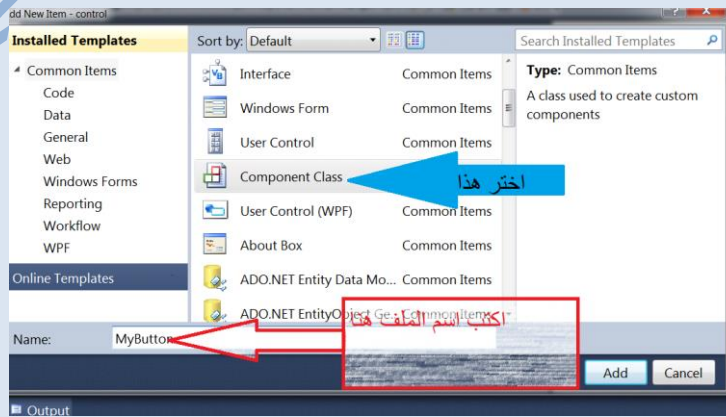 dd New Item - control
Installed Templates
Sort by: Default
Search Installed Templates
Common Items
Code
Data
General
Web
Windows Forms
Reporting
Workflow
WPF
Online Templates
Interface Common Items
Windows Form Common Items
User Control Common Items
Component Class
اختر هذا
User Control (WPF) Common Items
About Box Common Items
ADO.NET Entity Data Mo... Common Items
ADO.NET EntityObject Ge... Common Items
Type: Common Items
A class used to create custom
components
اكتب اسم الملف هنا
Name: MyButton
Add Cancel
Output